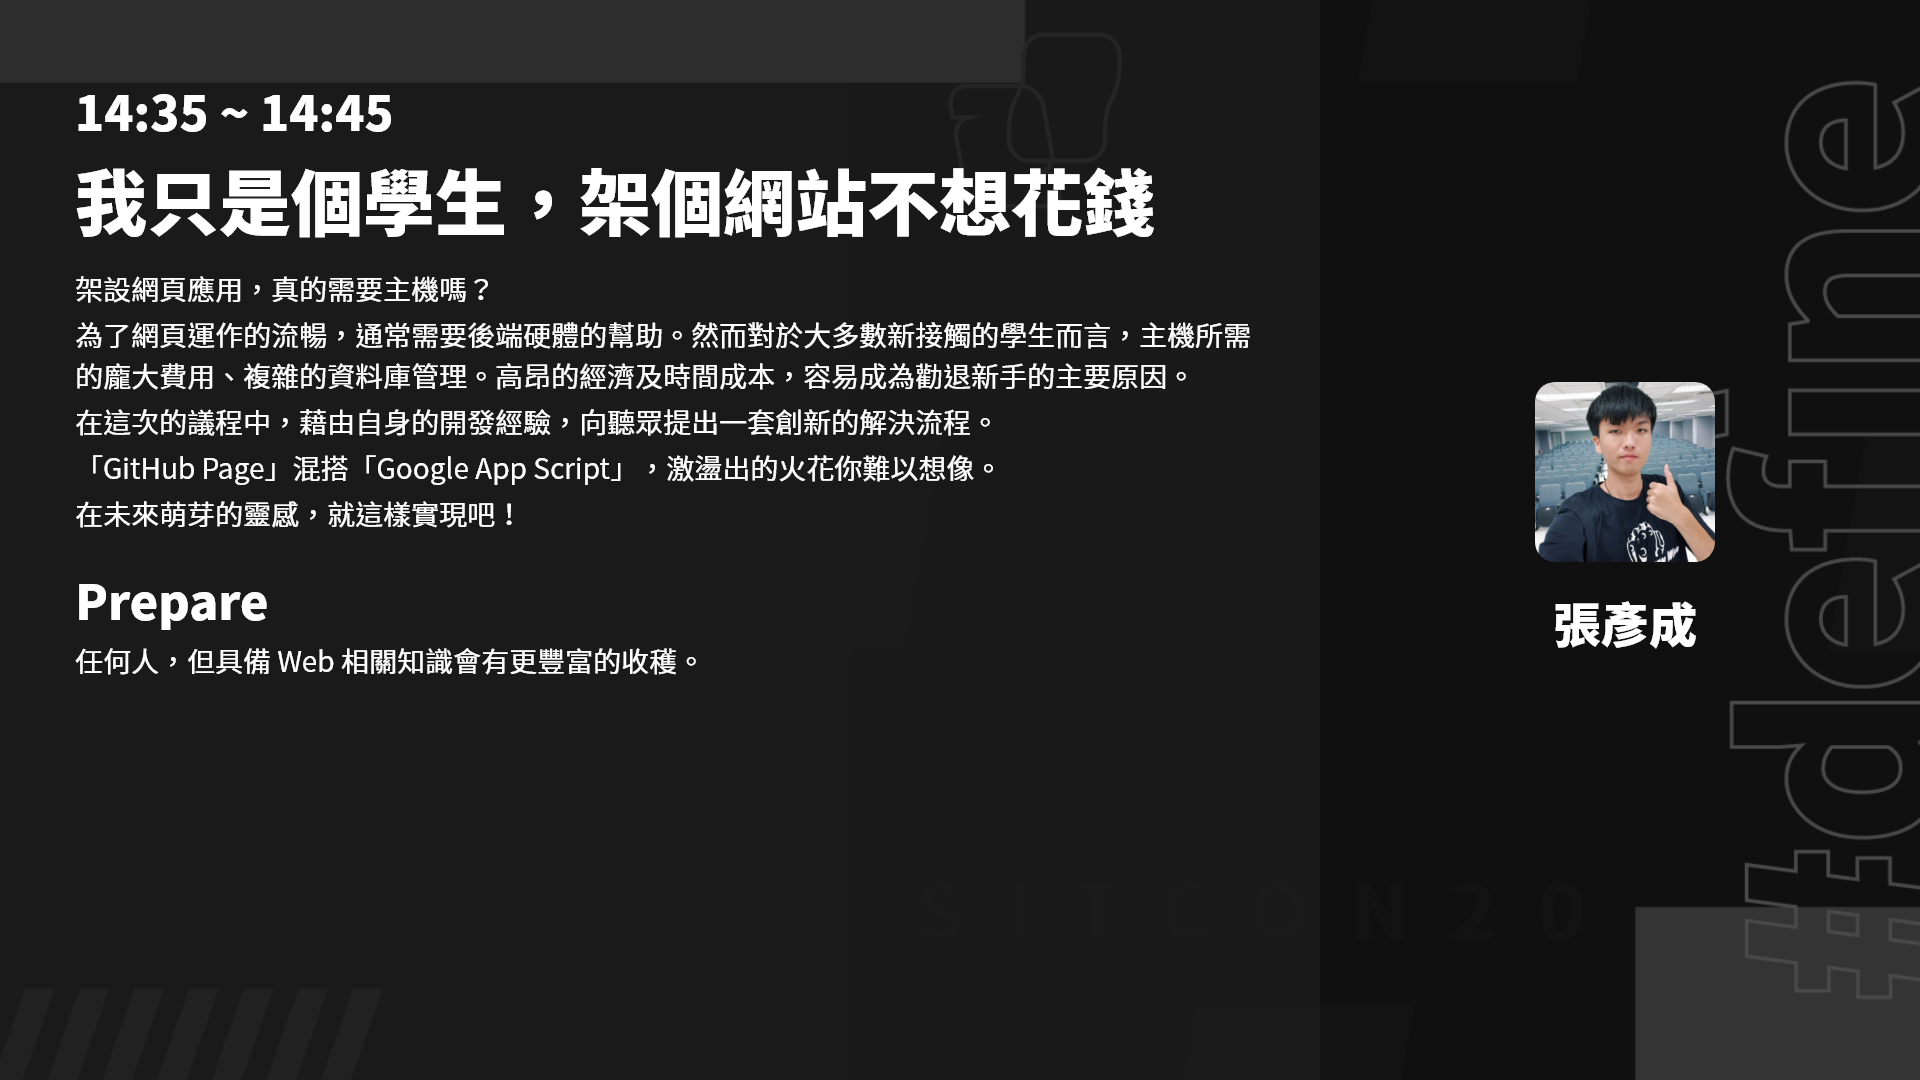 14:35 ~ 14:45
我只是個學生，架個網站不想花錢
架設網頁應用，真的需要主機嗎？
為了網頁運作的流暢，通常需要後端硬體的幫助。然而對於大多數新接觸的學生而言，主機所需
的龐大費用、複雜的資料庫管理。高昂的經濟及時間成本，容易成為勸退新手的主要原因。
在這次的議程中，藉由自身的開發經驗，向聽眾提出一套創新的解決流程。
「GitHub Page」混搭「Google App Script」，激盪出的火花你難以想像。
在未來萌芽的靈感，就這樣實現吧！
Prepare
任何人，但具備 Web 相關知識會有更豐富的收穫。
張彥成
#define
SITCON20